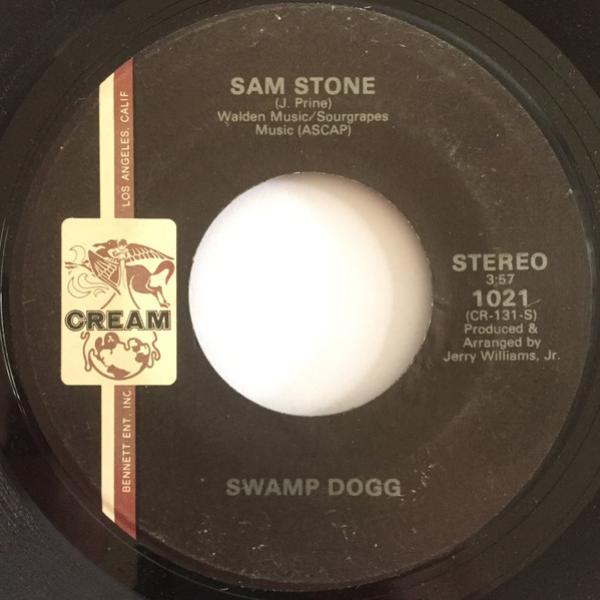 SAM STONE
(J. Prine)
Walden Music/Sourgrapes
Music (ASCAP)
LOS ANGELES, CALIF
CREAM
BENNETT ENT. INC
STEREO
3:57
1021
(CR-131-S)
Produced &
Arranged by
Jerry Williams, Jr.
SWAMP DOGG